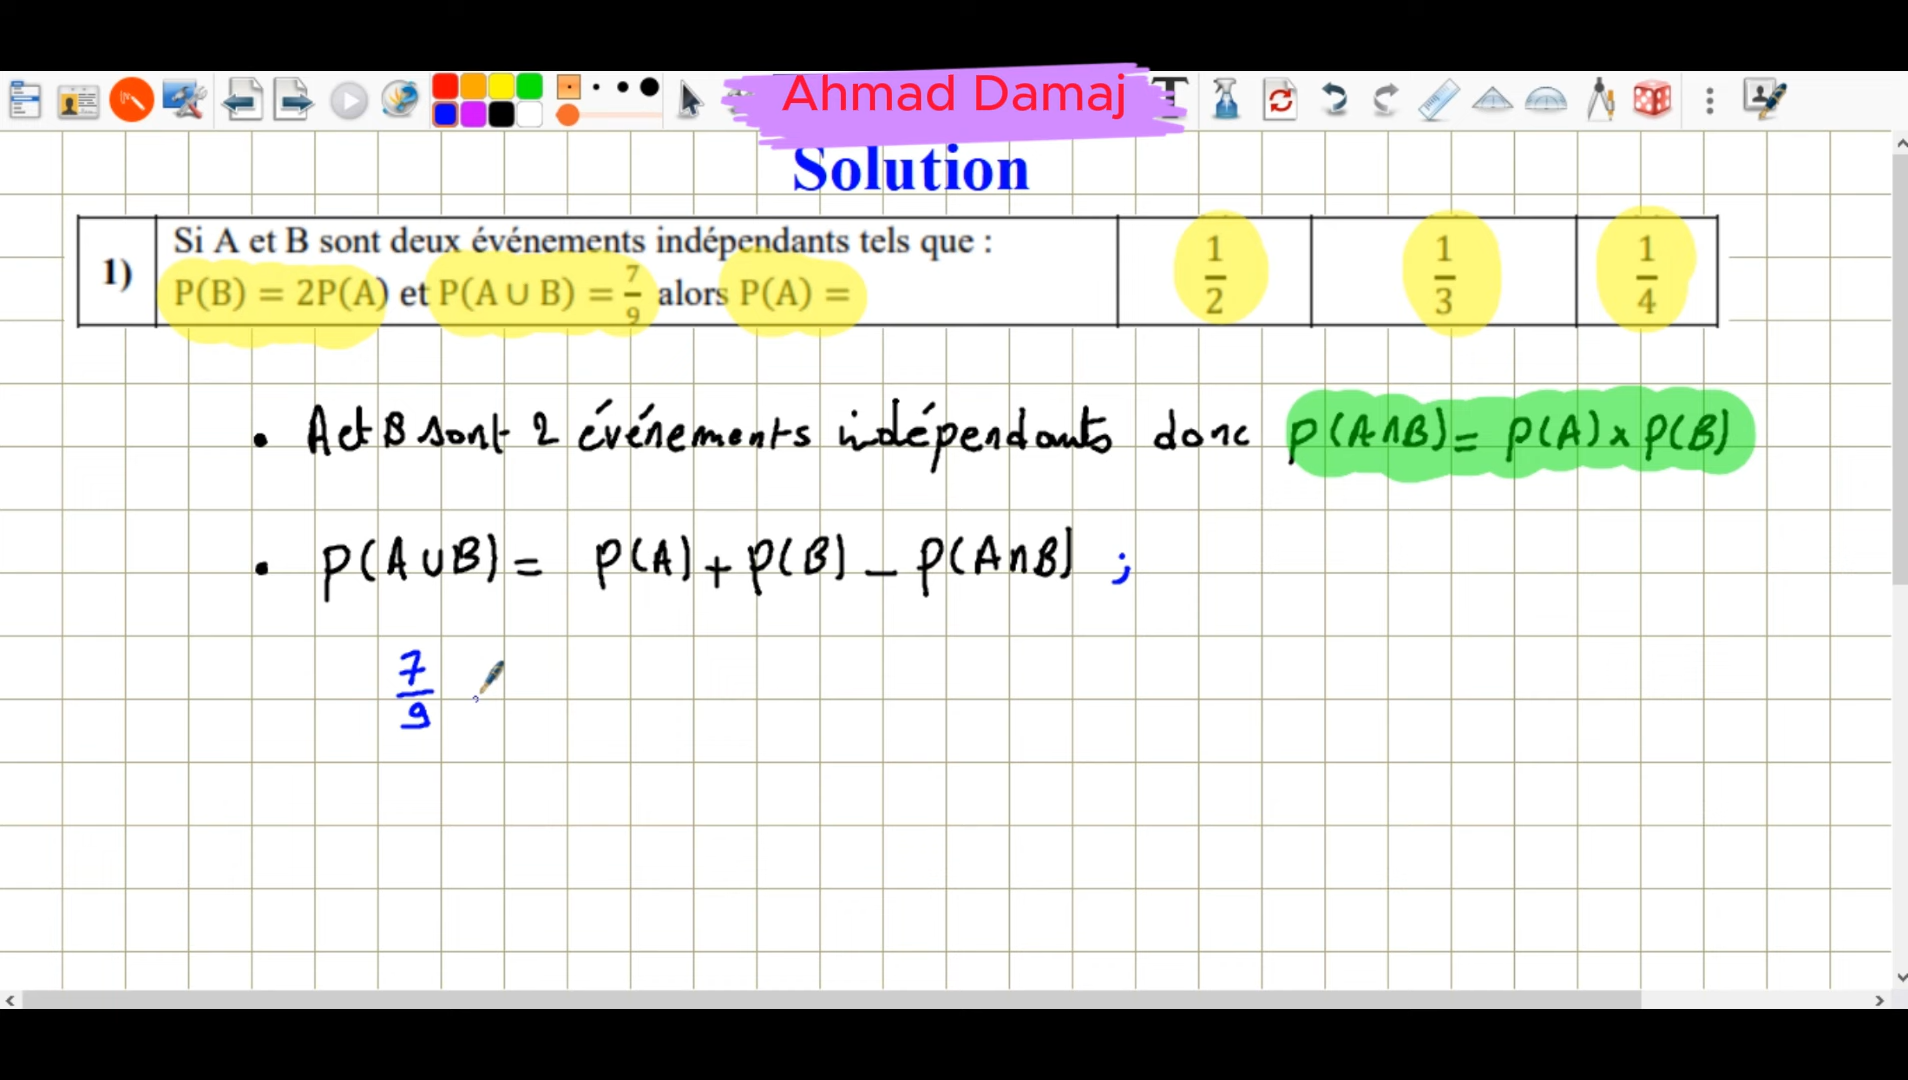 Ahmad Damaj
Solution
1)
Si A et B sont deux événements indépendants tels que :
P(B) = 2P(A) et P(A ∪ B) = 7/9 alors P(A) =
1/2
1/3
1/4
• A et B sont 2 événements indépendants donc P(A∩B) = P(A) x P(B)
• P(A∪B) = P(A) + P(B) - P(A∩B) ;
7/9